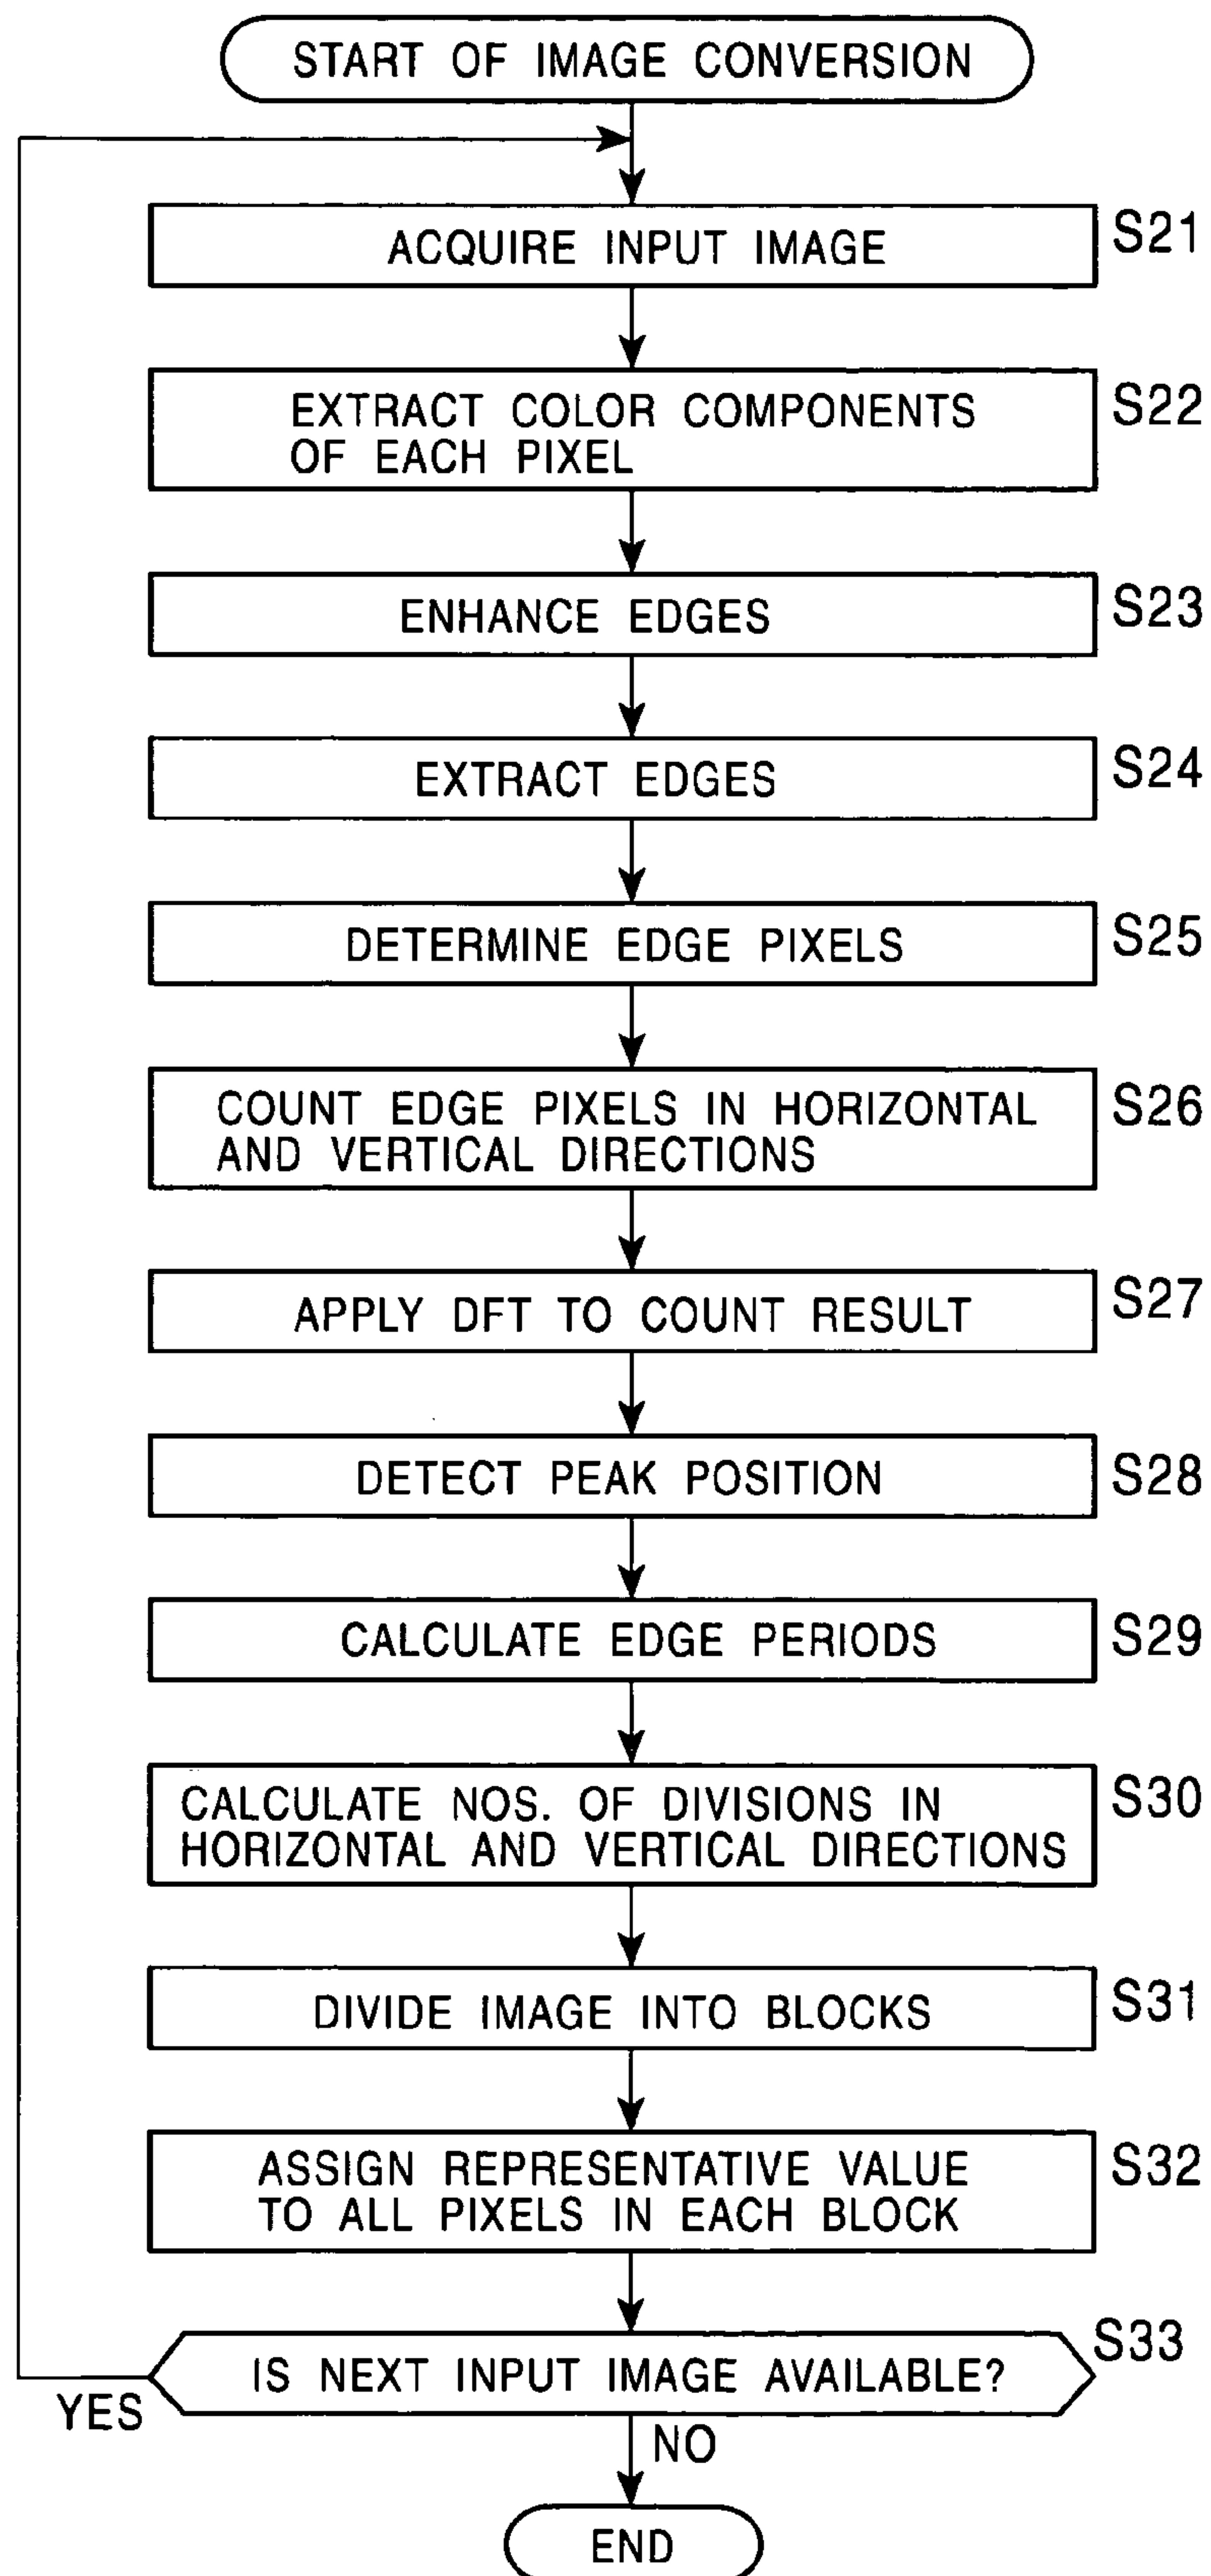 START OF IMAGE CONVERSION
ACQUIRE INPUT IMAGE
S21
EXTRACT COLOR COMPONENTS
OF EACH PIXEL
S22
ENHANCE EDGES
S23
EXTRACT EDGES
S24
DETERMINE EDGE PIXELS
S25
COUNT EDGE PIXELS IN HORIZONTAL
AND VERTICAL DIRECTIONS
S26
APPLY DFT TO COUNT RESULT
S27
DETECT PEAK POSITION
S28
CALCULATE EDGE PERIODS
S29
CALCULATE NOS. OF DIVISIONS IN
HORIZONTAL AND VERTICAL DIRECTIONS
S30
DIVIDE IMAGE INTO BLOCKS
S31
ASSIGN REPRESENTATIVE VALUE
TO ALL PIXELS IN EACH BLOCK
S32
IS NEXT INPUT IMAGE AVAILABLE?
S33
YES
NO
END